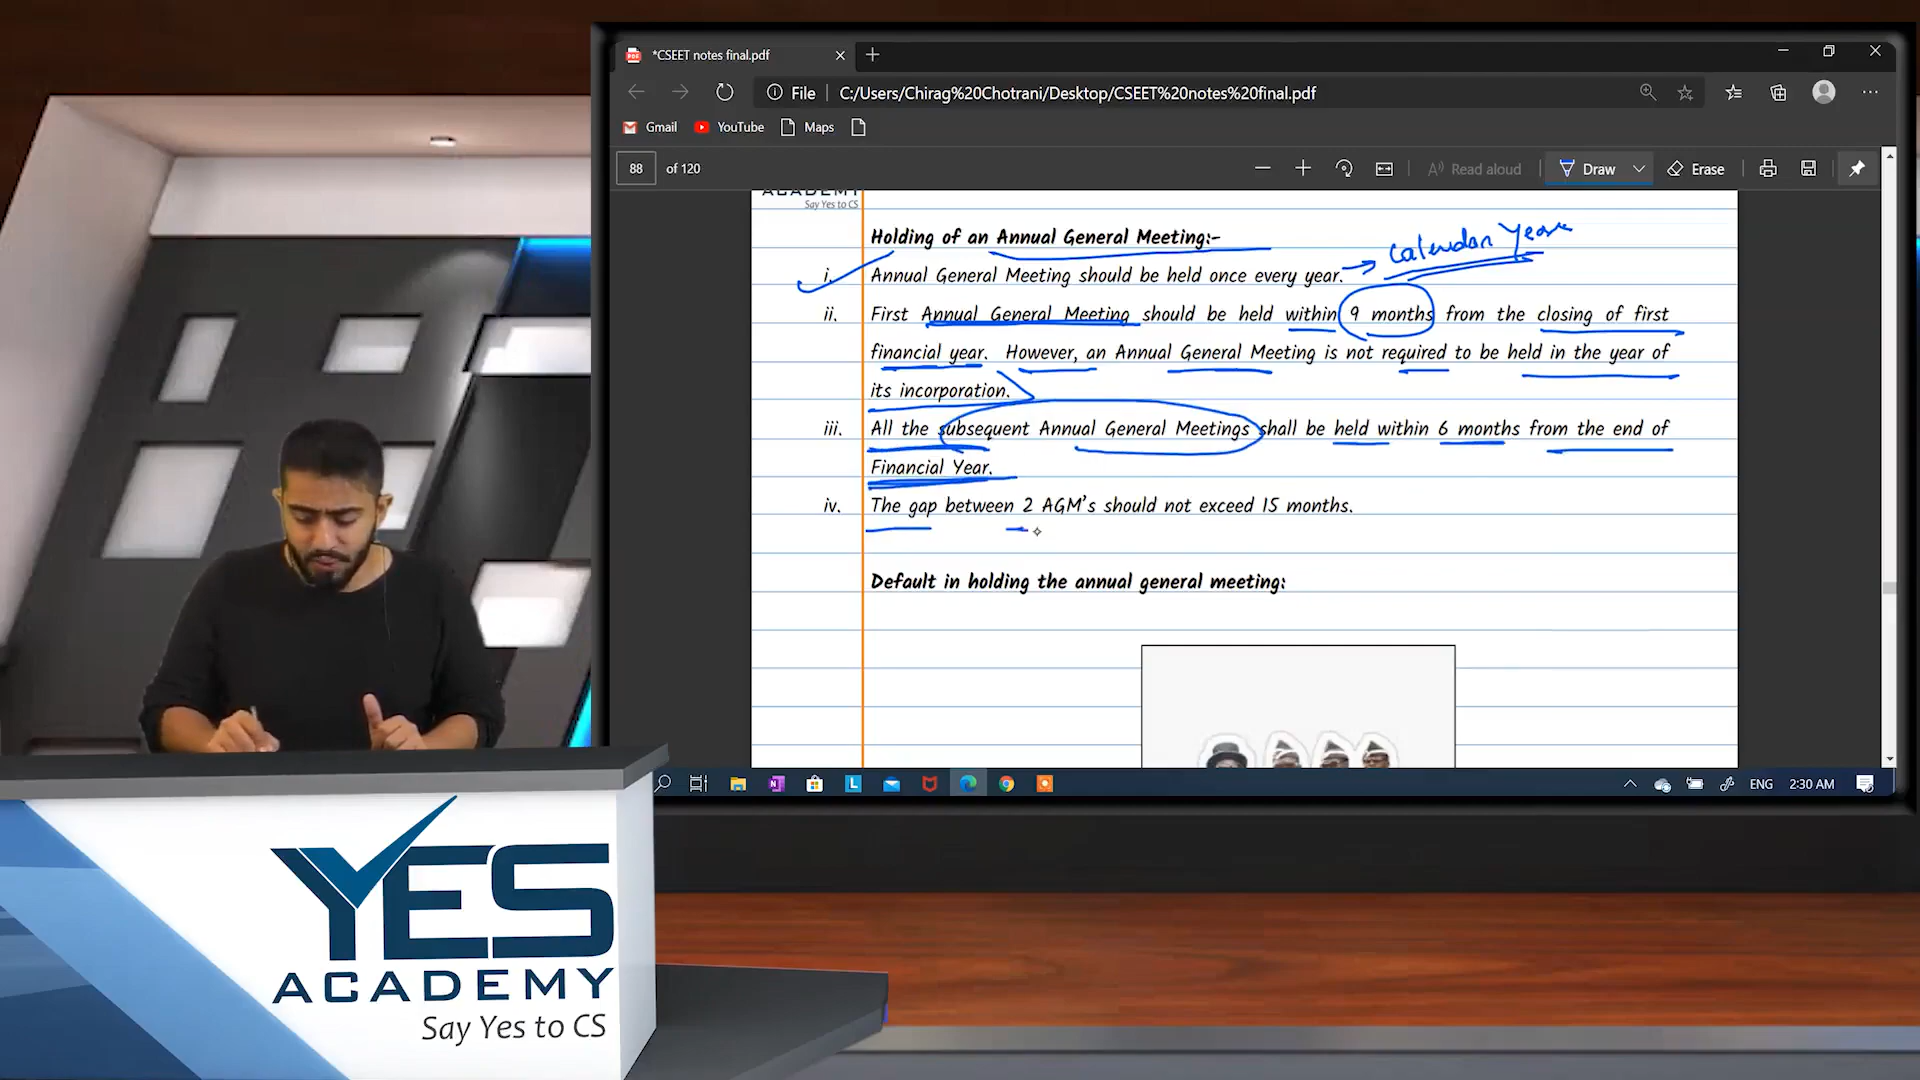 *CSEET notes final.pdf
File
C:/Users/Chirag%20Chotrani/Desktop/CSEET%20notes%20final.pdf
Gmail
YouTube
Maps
88
of 120
Read aloud
Draw
Erase
ACADEMY
Say Yes to CS
Holding of an Annual General Meeting:-
Calendar Year
i. Annual General Meeting should be held once every year.
ii. First Annual General Meeting should be held within 9 months from the closing of first
financial year. However, an Annual General Meeting is not required to be held in the year of
its incorporation.
iii. All the subsequent Annual General Meetings shall be held within 6 months from the end of
Financial Year.
iv. The gap between 2 AGM's should not exceed 15 months.
Default in holding the annual general meeting:
ENG
2:30 AM
YES
ACADEMY
Say Yes to CS